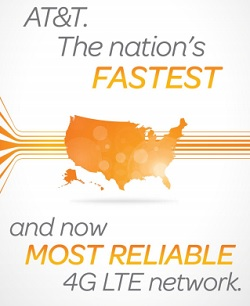 AT&T.
The nation's
FASTEST
and now
MOST RELIABLE
4G LTE network.